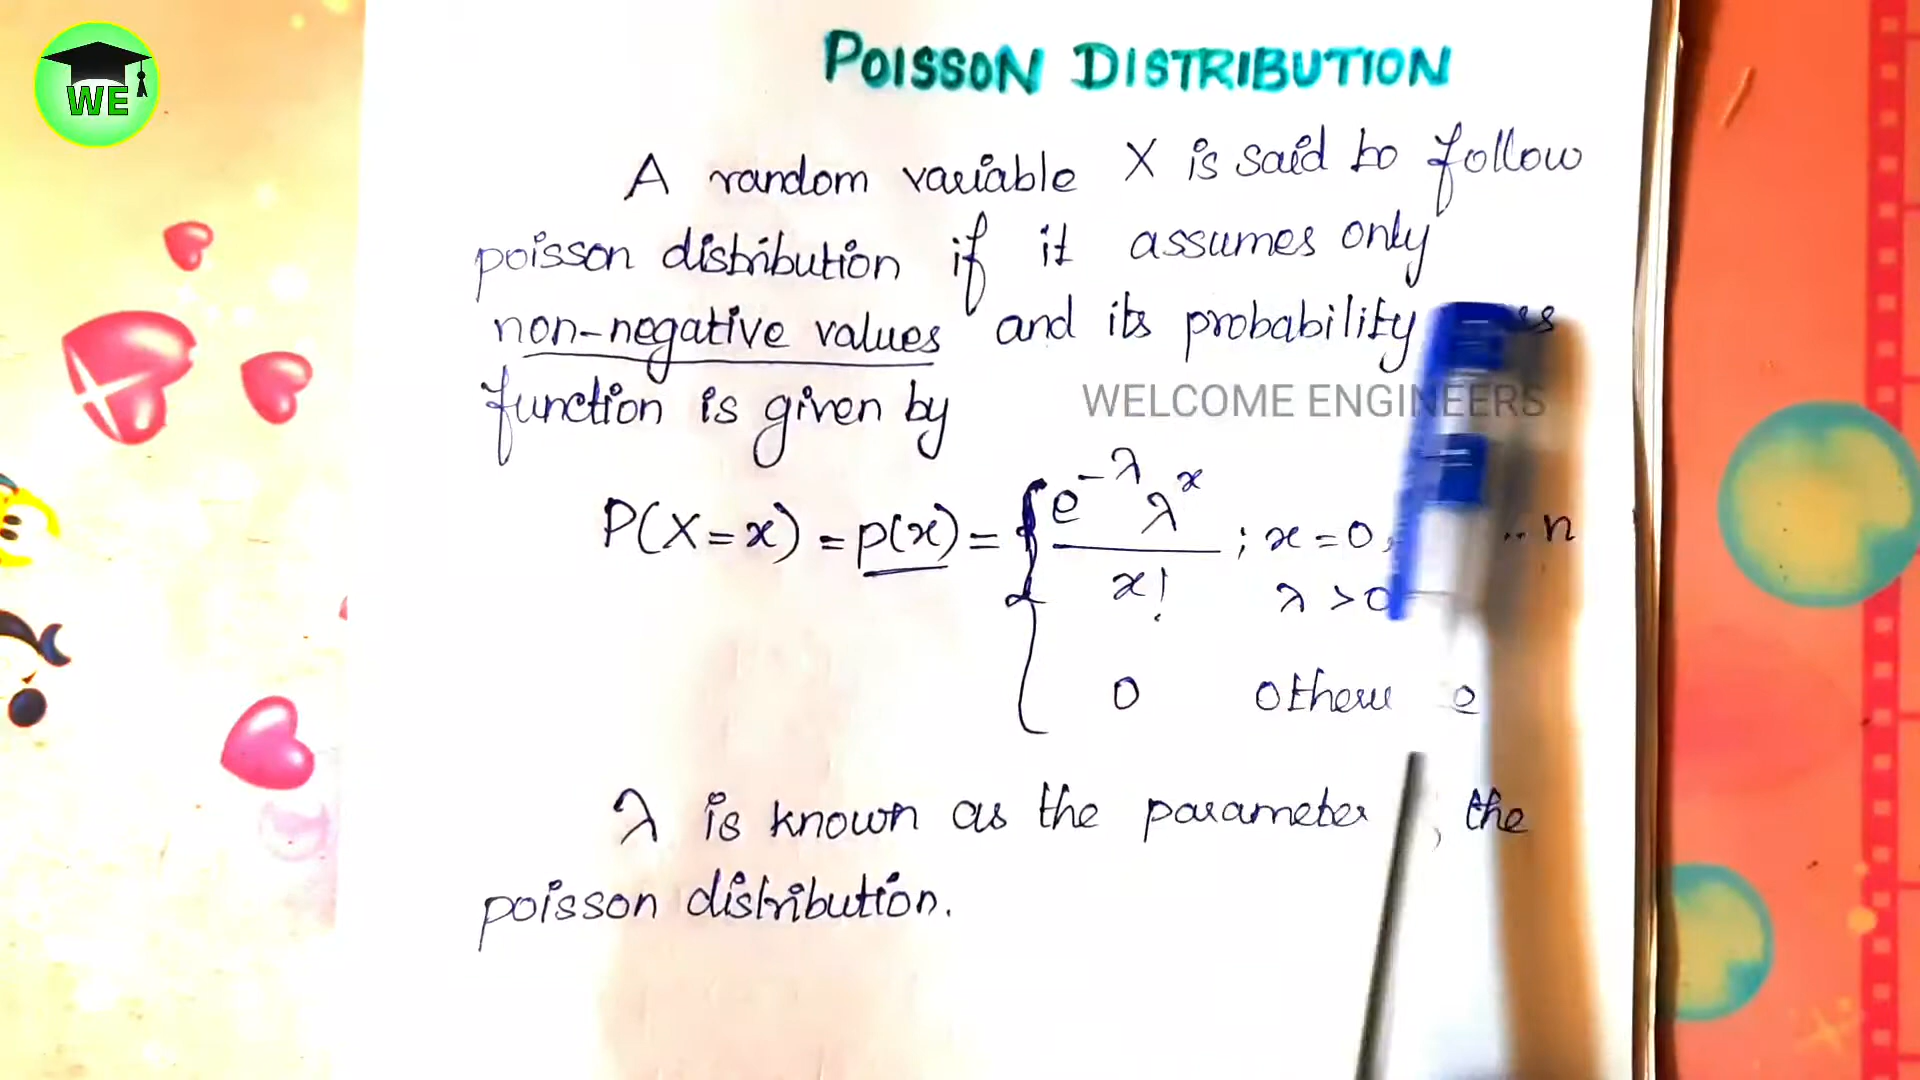 WE
POISSON DISTRIBUTION
A random variable X is said to follow
poisson distribution if it assumes only
non-negative values and its probability
function is given by
WELCOME ENGINEERS
P(X=x) = p(x) = { e^-λ λ^x / x! ; x=0, ..n
λ >0
0
λ is known as the parameter, the
poisson distribution.